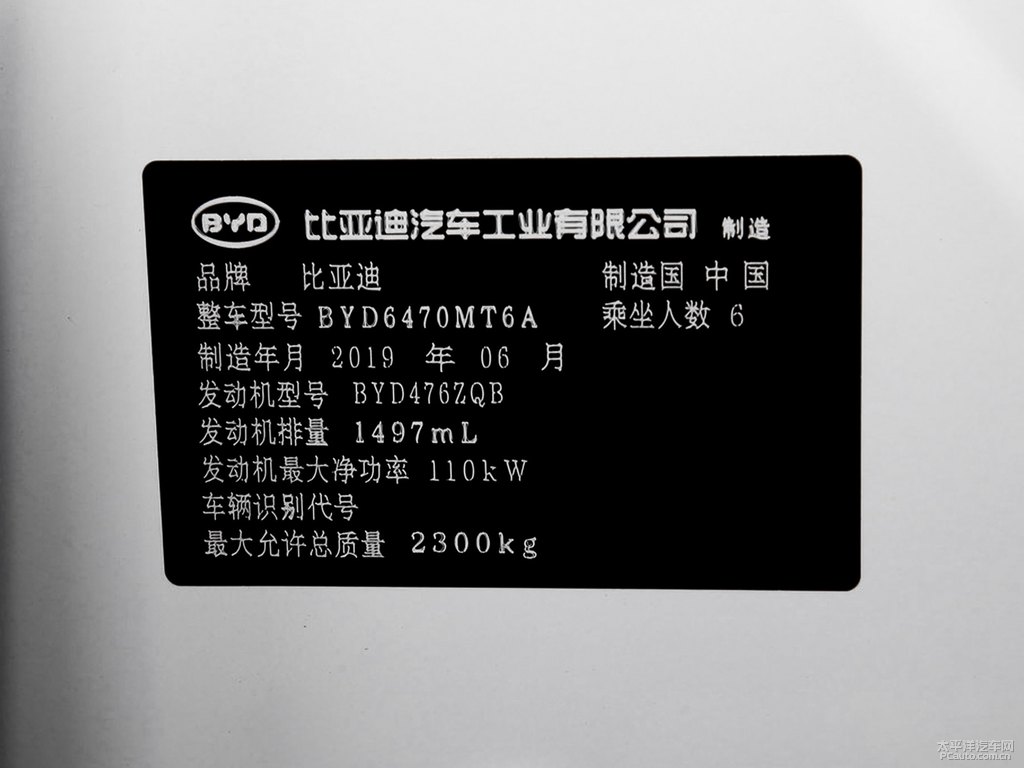 BYD 比亚迪汽车工业有限公司 制造
品牌 比亚迪 制造国 中国
整车型号 BYD6470MT6A 乘坐人数 6
制造年月 2019 年 06 月
发动机型号 BYD476ZQB
发动机排量 1497mL
发动机最大净功率 110kW
车辆识别代号
最大允许总质量 2300kg
太平洋汽车网
PCauto.com.cn